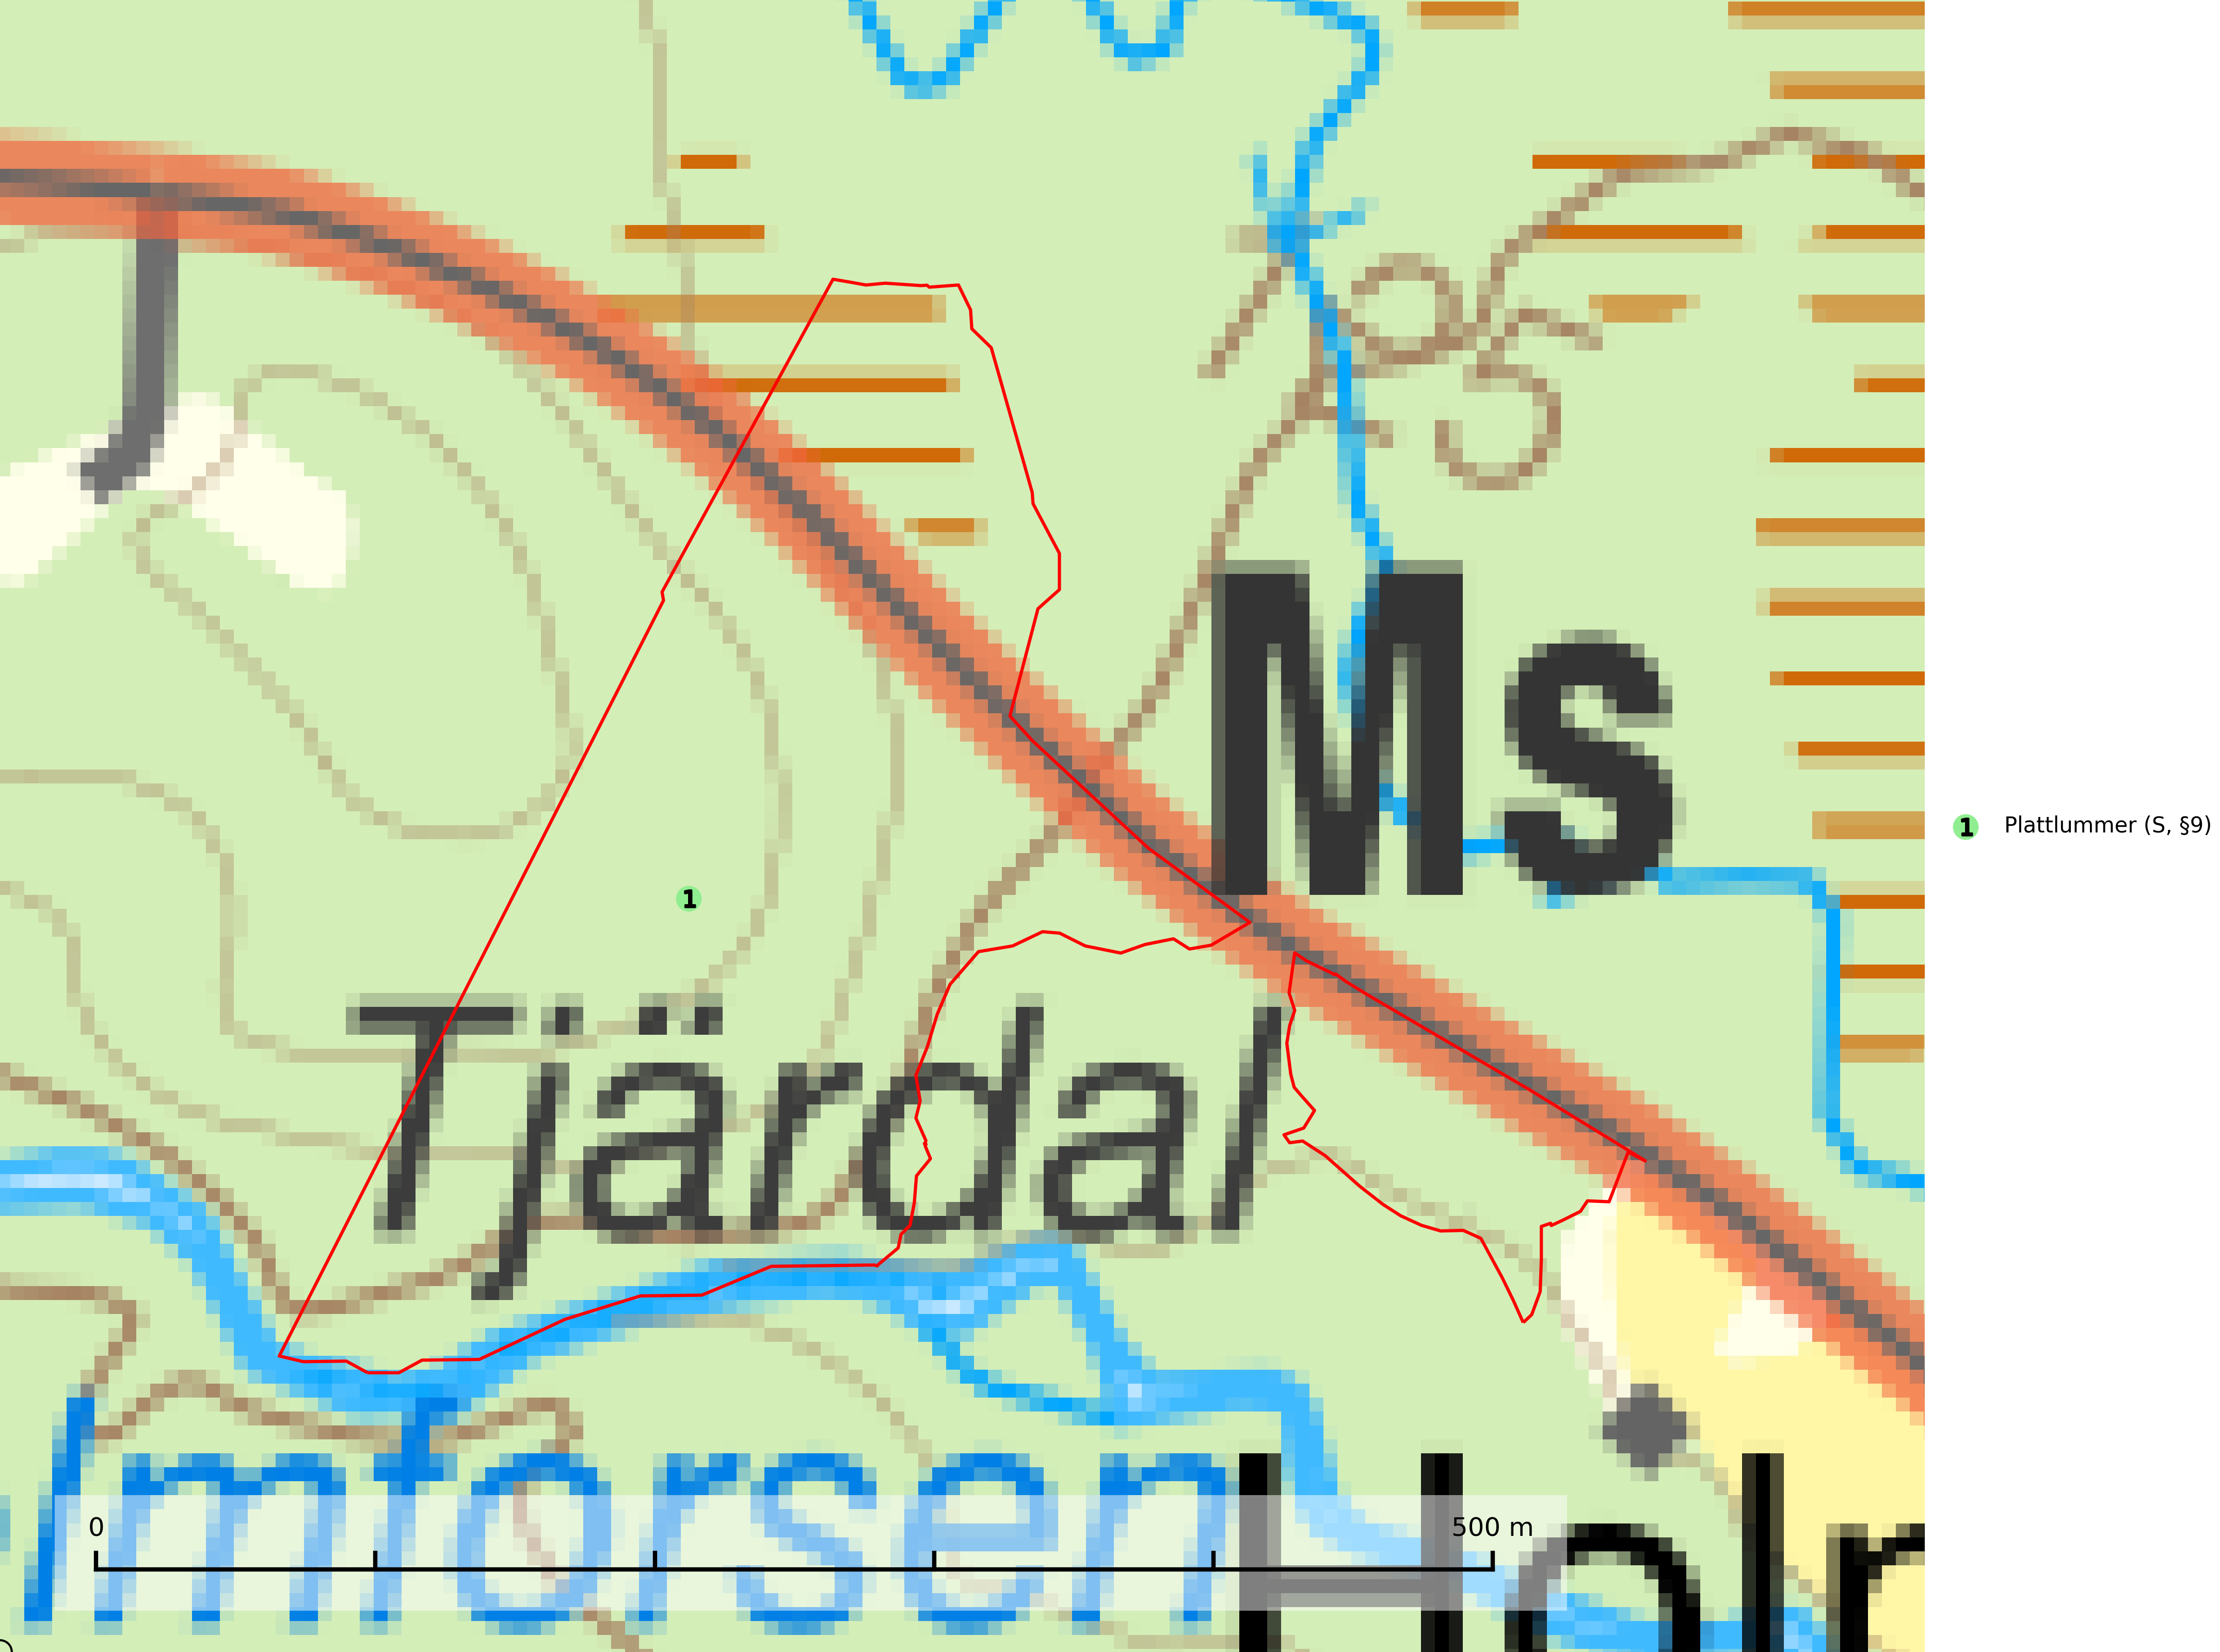 Ms
1 Plattlummer (S, §9)
1
Tjärdal
0 500 m